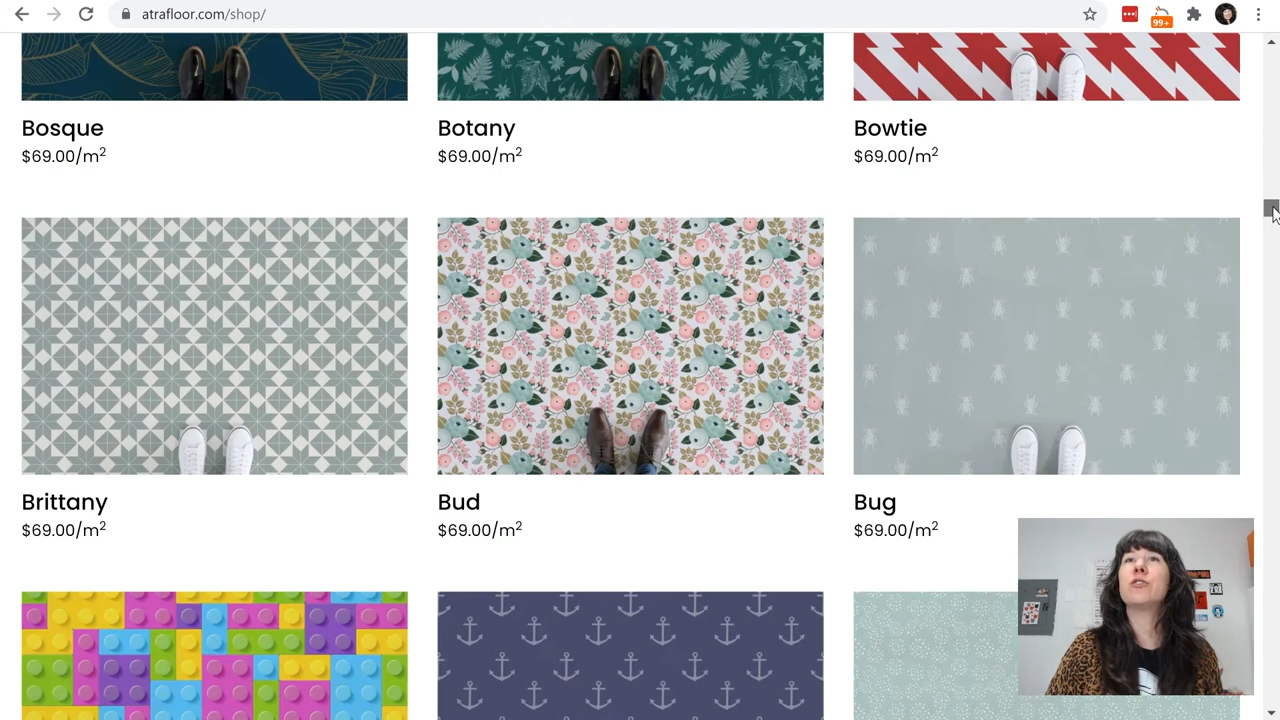 atrafloor.com/shop/
99+
Bosque
Botany
Bowtie
$69.00/m²
$69.00/m²
$69.00/m²
Brittany
Bud
Bug
$69.00/m²
$69.00/m²
$69.00/m²